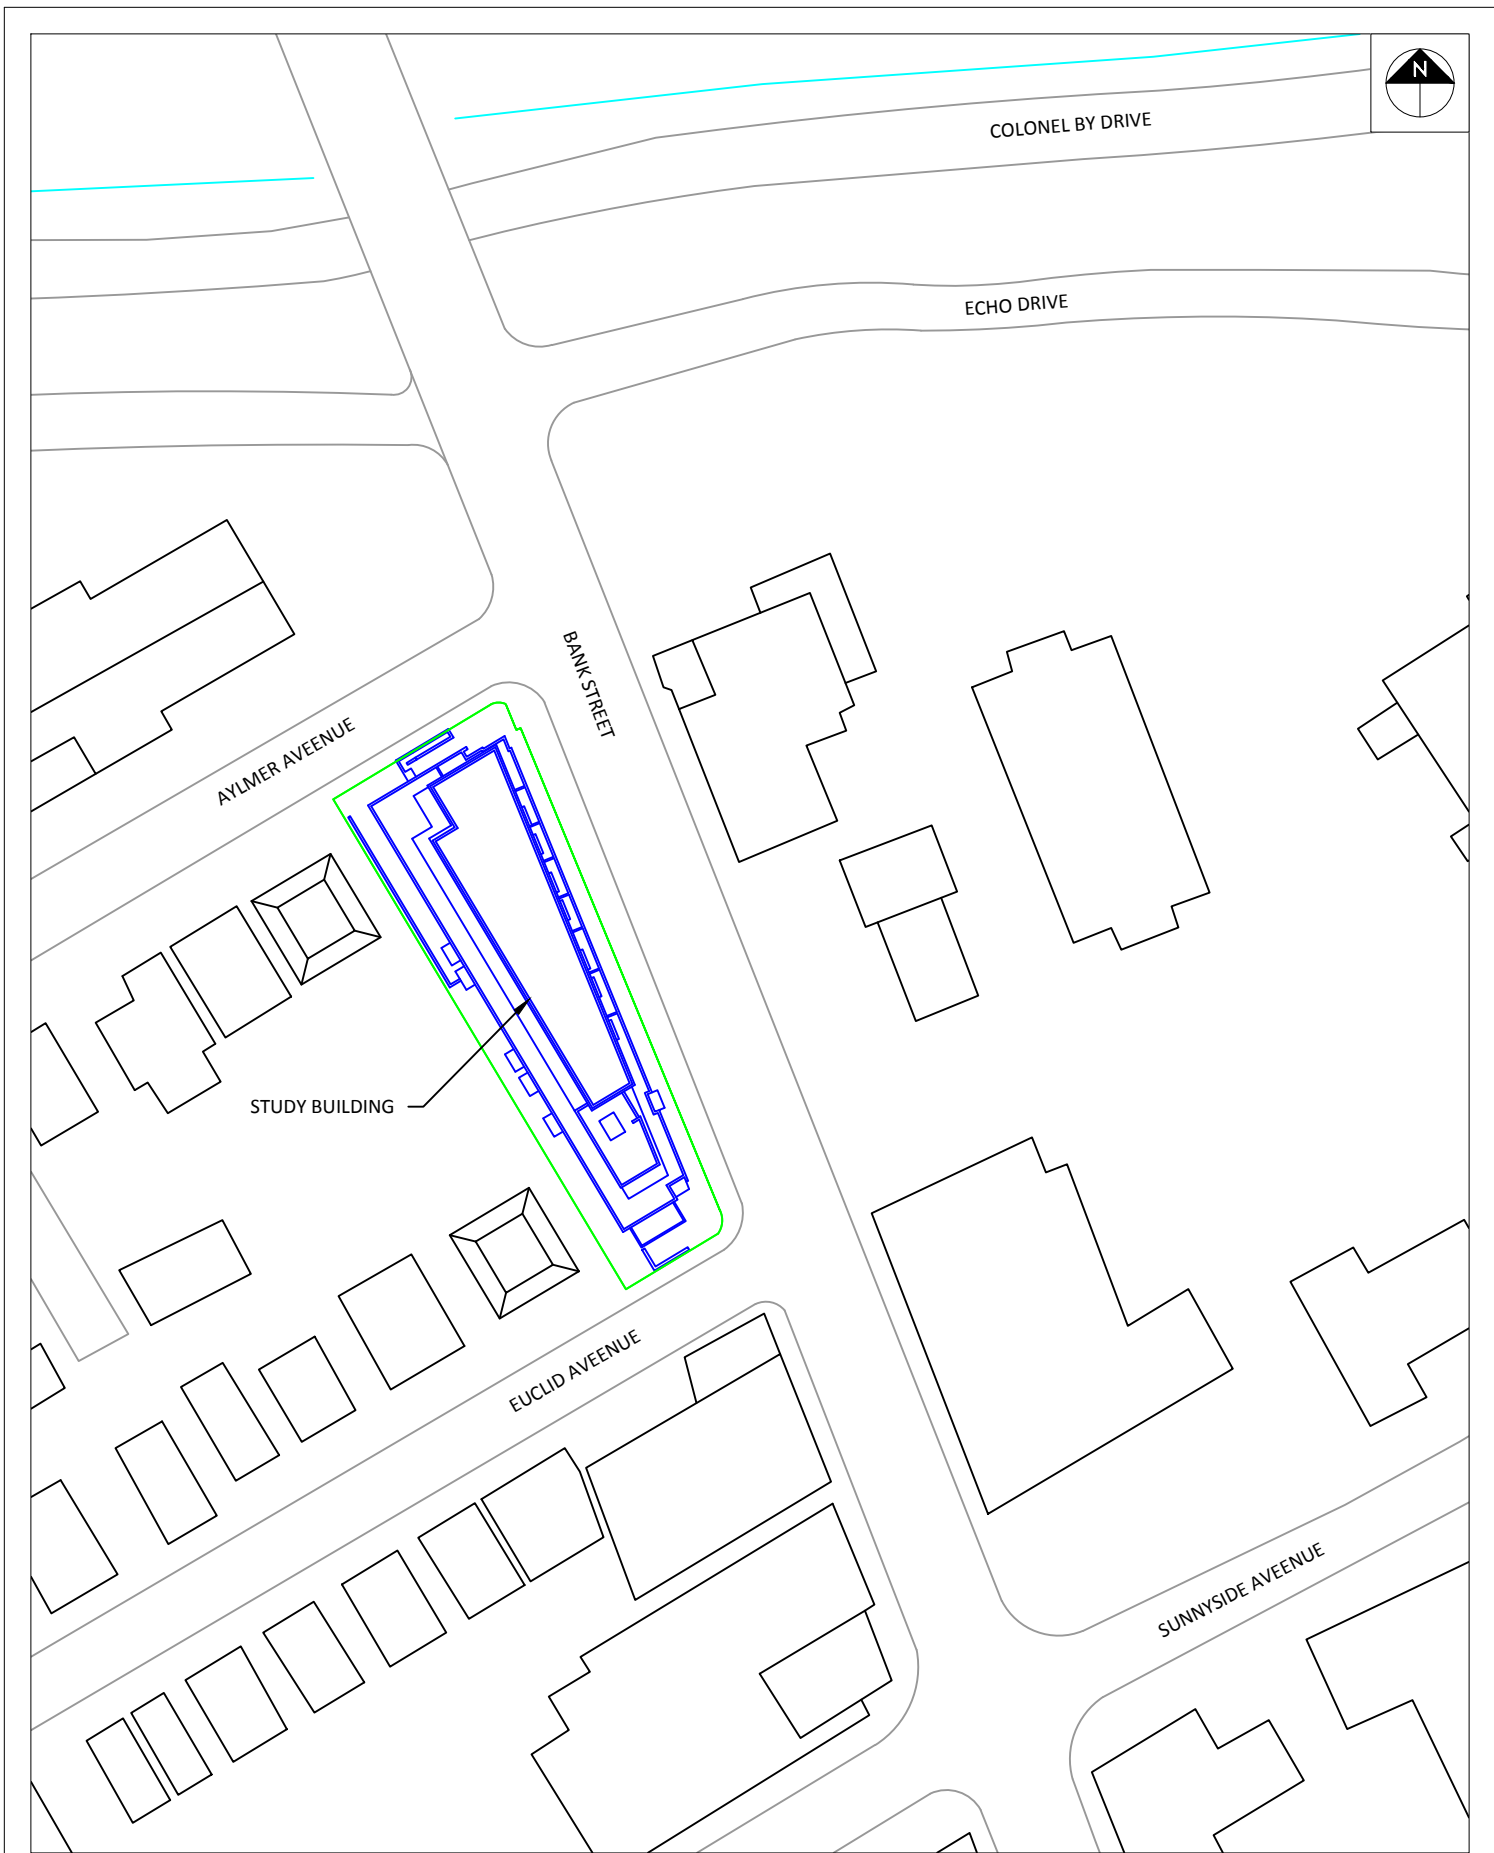 N
COLONEL BY DRIVE
ECHO DRIVE
BANK STREET
AYLMER AVEENUE
STUDY BUILDING
EUCLID AVEENUE
SUNNYSIDE AVEENUE